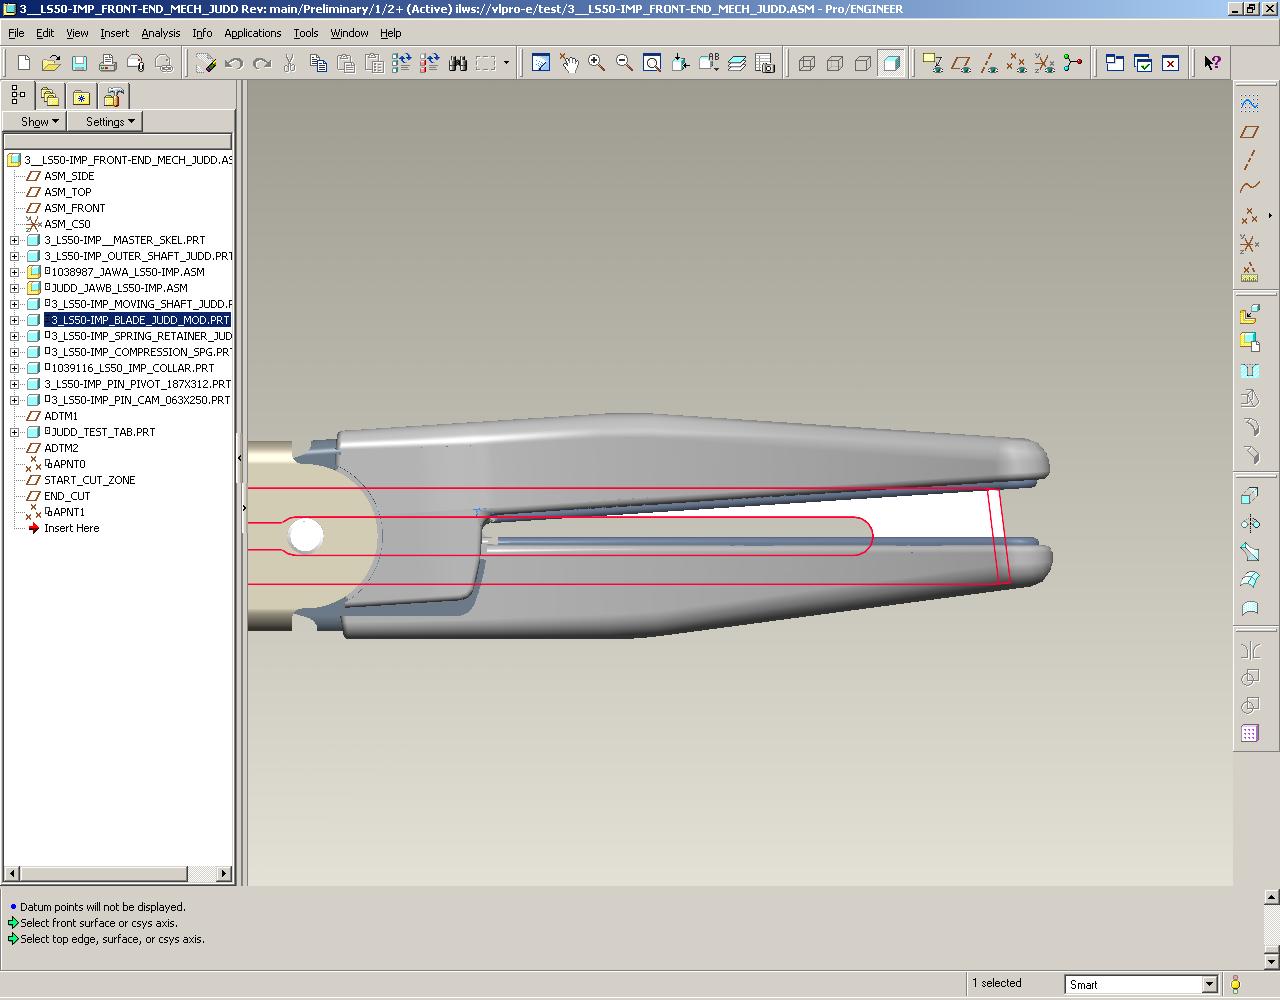 3__LS50-IMP_FRONT-END_MECH_JUDD Rev: main/Preliminary/1/2+ (Active) ilws://vlpro-e/test/3__LS50-IMP_FRONT-END_MECH_JUDD.ASM - Pro/ENGINEER
File Edit View Insert Analysis Info Applications Tools Window Help
Show Settings
3__LS50-IMP_FRONT-END_MECH_JUDD.AS
ASM_SIDE
ASM_TOP
ASM_FRONT
ASM_CS0
3_LS50-IMP__MASTER_SKEL.PRT
3_LS50-IMP_OUTER_SHAFT_JUDD.PRT
1038987_JAWA_LS50-IMP.ASM
JUDD_JAWB_LS50-IMP.ASM
3_LS50-IMP_MOVING_SHAFT_JUDD.P
3_LS50-IMP_BLADE_JUDD_MOD.PRT
3_LS50-IMP_SPRING_RETAINER_JUD
3_LS50-IMP_COMPRESSION_SPG.PRT
1039116_LS50_IMP_COLLAR.PRT
3_LS50-IMP_PIN_PIVOT_187X312.PRT
3_LS50-IMP_PIN_CAM_063X250.PRT
ADTM1
JUDD_TEST_TAB.PRT
ADTM2
APNT0
START_CUT_ZONE
END_CUT
APNT1
Insert Here
Datum points will not be displayed.
Select front surface or csys axis.
Select top edge, surface, or csys axis.
1 selected Smart